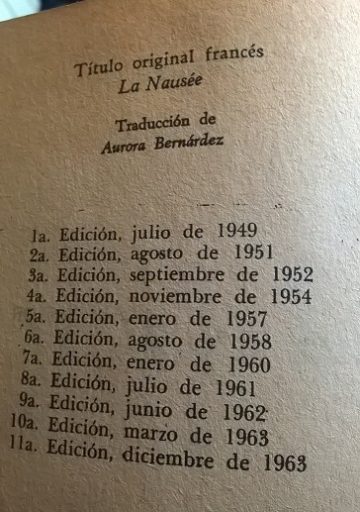 Título original francés
La Nausée
Traducción de
Aurora Bernárdez
1a. Edición, julio de 1949
2a. Edición, agosto de 1951
3a. Edición, septiembre de 1952
4a. Edición, noviembre de 1954
5a. Edición, enero de 1957
6a. Edición, agosto de 1958
7a. Edición, enero de 1960
8a. Edición, julio de 1961
9a. Edición, junio de 1962
10a. Edición, marzo de 1963
11a. Edición, diciembre de 1963